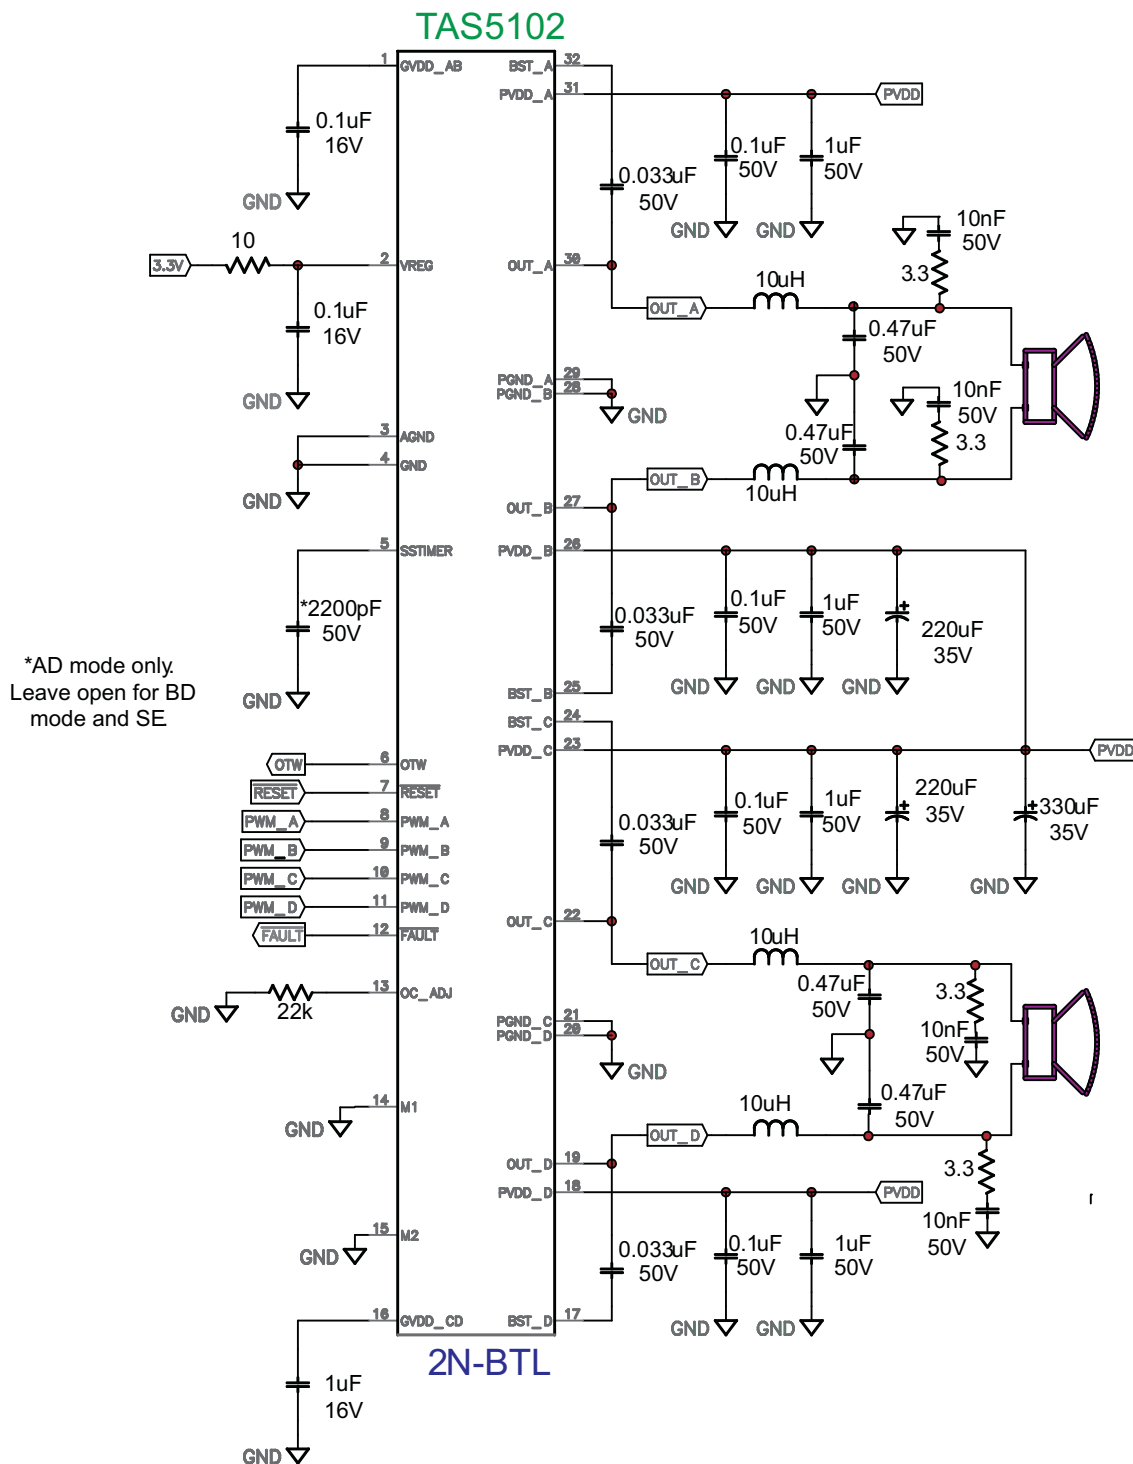 TAS5102
1 GVDD_AB
BST_A 32
PVDD_A 31
PVDD
0.1uF
16V
GND
0.033uF
50V
0.1uF
50V
1uF
50V
GND
GND
3.3V
10
2 VREG
OUT_A 30
0.1uF
16V
GND
OUT_A
10uH
10nF
50V
3.3
0.47uF
50V
PGND_A 29
PGND_B 28
GND
10nF
50V
3.3
0.47uF
50V
3 AGND
4 GND
GND
OUT_B
10uH
OUT_B 27
5 SSTIMER
PVDD_B 26
*2200pF
50V
GND
*AD mode only.
Leave open for BD
mode and SE
0.033uF
50V
0.1uF
50V
1uF
50V
220uF
35V
GND
GND
GND
BST_B 25
BST_C 24
PVDD_C 23
PVDD
OTW
6 OTW
RESET
7 RESET
PWM_A
8 PWM_A
PWM_B
9 PWM_B
PWM_C
10 PWM_C
PWM_D
11 PWM_D
FAULT
12 FAULT
0.033uF
50V
0.1uF
50V
1uF
50V
220uF
35V
330uF
35V
GND
GND
GND
GND
OUT_C 22
OUT_C
10uH
GND
22k
13 OC_ADJ
0.47uF
50V
3.3
10nF
50V
PGND_C 21
PGND_D 20
GND
0.47uF
50V
14 M1
GND
OUT_D
10uH
OUT_D 19
PVDD_D 18
PVDD
3.3
10nF
50V
15 M2
GND
0.033uF
50V
0.1uF
50V
1uF
50V
GND
GND
16 GVDD_CD
BST_D 17
2N-BTL
1uF
16V
GND